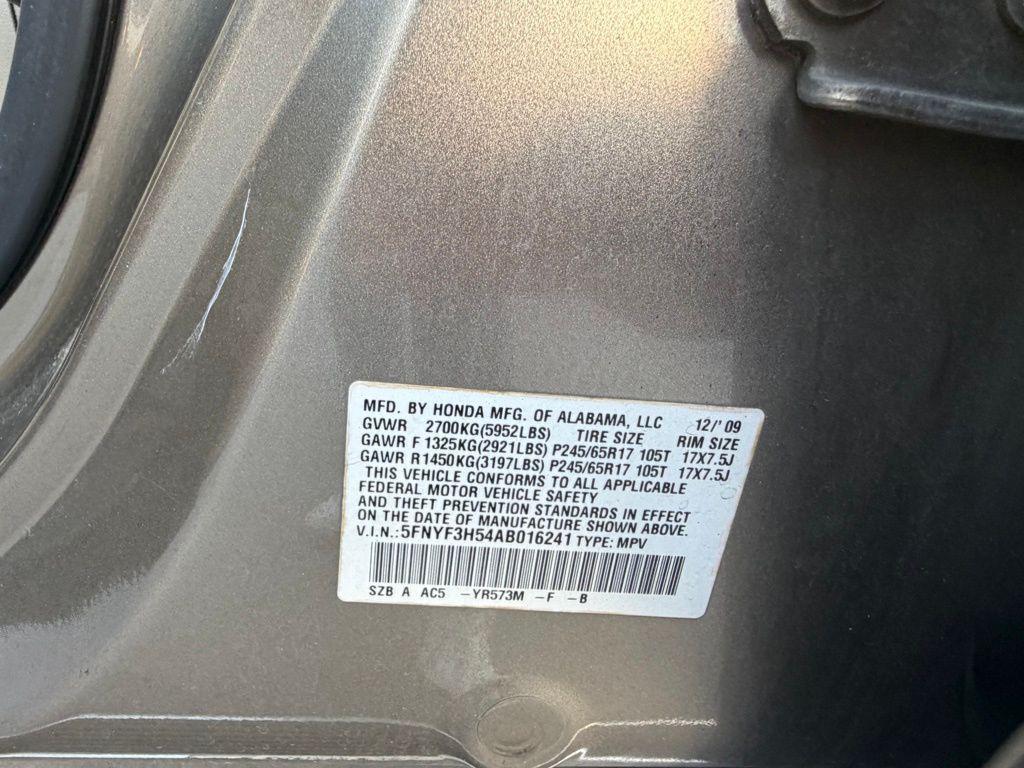 MFD. BY HONDA MFG. OF ALABAMA, LLC 12/'09
GVWR 2700KG(5952LBS) TIRE SIZE RIM SIZE
GAWR F 1325KG(2921LBS) P245/65R17 105T 17X7.5J
GAWR R 1450KG(3197LBS) P245/65R17 105T 17X7.5J
THIS VEHICLE CONFORMS TO ALL APPLICABLE
FEDERAL MOTOR VEHICLE SAFETY
AND THEFT PREVENTION STANDARDS IN EFFECT
ON THE DATE OF MANUFACTURE SHOWN ABOVE.
V.I.N.:5FNYF3H54AB016241 TYPE: MPV
SZB A AC5 -YR573M -F -B